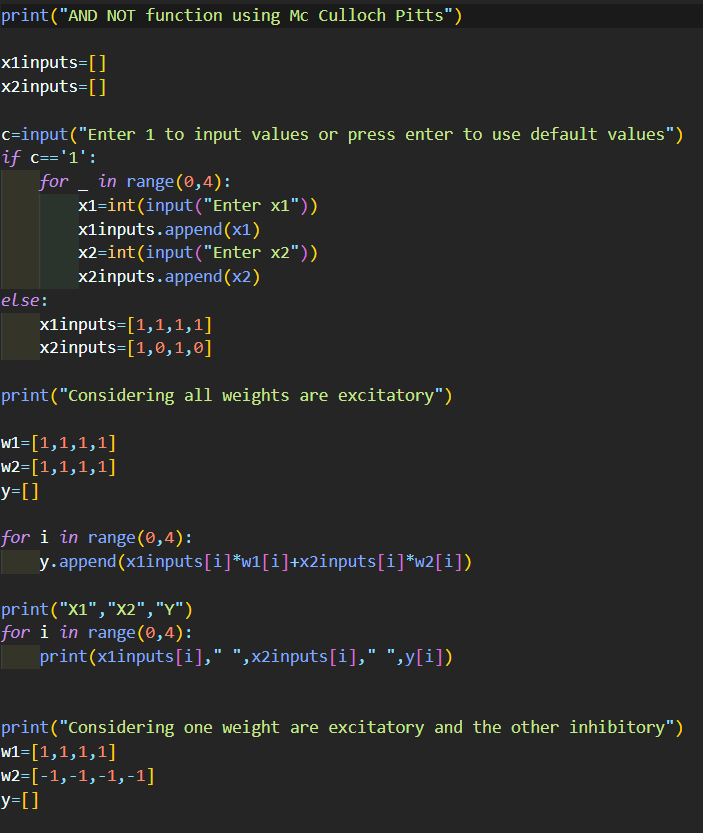 print("AND NOT function using Mc Culloch Pitts")
x1inputs=[]
x2inputs=[]
c=input("Enter 1 to input values or press enter to use default values")
if c=='1':
    for _ in range(0,4):
        x1=int(input("Enter x1"))
        x1inputs.append(x1)
        x2=int(input("Enter x2"))
        x2inputs.append(x2)
else:
    x1inputs=[1,1,1,1]
    x2inputs=[1,0,1,0]
print("Considering all weights are excitatory")
w1=[1,1,1,1]
w2=[1,1,1,1]
y=[]
for i in range(0,4):
    y.append(x1inputs[i]*w1[i]+x2inputs[i]*w2[i])
print("X1","X2","Y")
for i in range(0,4):
    print(x1inputs[i]," ",x2inputs[i]," ",y[i])
print("Considering one weight are excitatory and the other inhibitory")
w1=[1,1,1,1]
w2=[-1,-1,-1,-1]
y=[]